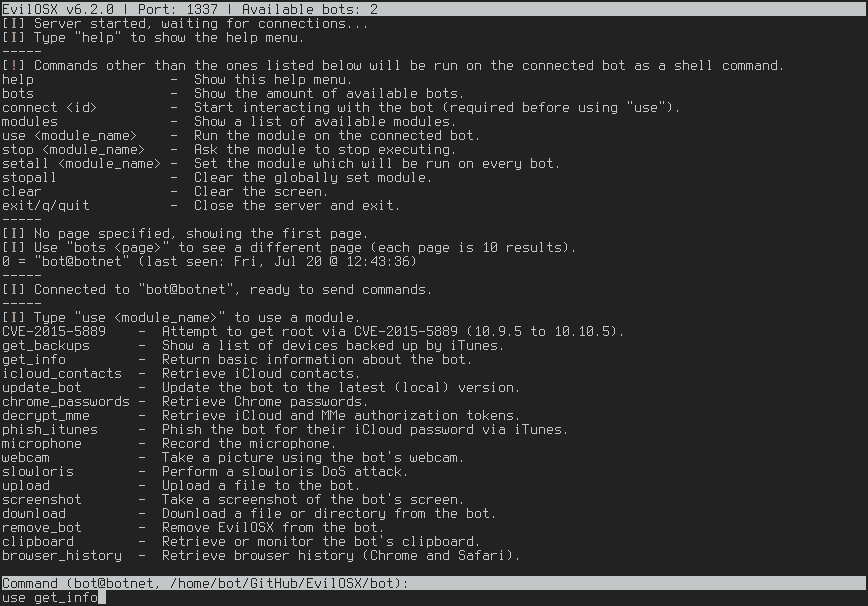 EvilOSX v6.2.0 | Port: 1337 | Available bots: 2
[I] Server started, waiting for connections...
[I] Type "help" to show the help menu.
-----
[!] Commands other than the ones listed below will be run on the connected bot as a shell command.
help                 -  Show this help menu.
bots                 -  Show the amount of available bots.
connect <id>         -  Start interacting with the bot (required before using "use").
modules              -  Show a list of available modules.
use <module_name>    -  Run the module on the connected bot.
stop <module_name>   -  Ask the module to stop executing.
setall <module_name> -  Set the module which will be run on every bot.
stopall              -  Clear the globally set module.
clear                -  Clear the screen.
exit/q/quit          -  Close the server and exit.
-----
[I] No page specified, showing the first page.
[I] Use "bots <page>" to see a different page (each page is 10 results).
0 = "bot@botnet" (last seen: Fri, Jul 20 @ 12:43:36)
-----
[I] Connected to "bot@botnet", ready to send commands.
-----
[I] Type "use <module_name>" to use a module.
CVE-2015-5889    -  Attempt to get root via CVE-2015-5889 (10.9.5 to 10.10.5).
get_backups      -  Show a list of devices backed up by iTunes.
get_info         -  Return basic information about the bot.
icloud_contacts  -  Retrieve iCloud contacts.
update_bot       -  Update the bot to the latest (local) version.
chrome_passwords -  Retrieve Chrome passwords.
decrypt_mme      -  Retrieve iCloud and MMe authorization tokens.
phish_itunes     -  Phish the bot for their iCloud password via iTunes.
microphone       -  Record the microphone.
webcam           -  Take a picture using the bot's webcam.
slowloris        -  Perform a slowloris DoS attack.
upload           -  Upload a file to the bot.
screenshot       -  Take a screenshot of the bot's screen.
download         -  Download a file or directory from the bot.
remove_bot       -  Remove EvilOSX from the bot.
clipboard        -  Retrieve or monitor the bot's clipboard.
browser_history  -  Retrieve browser history (Chrome and Safari).
Command (bot@botnet, /home/bot/GitHub/EvilOSX/bot):
use get_info